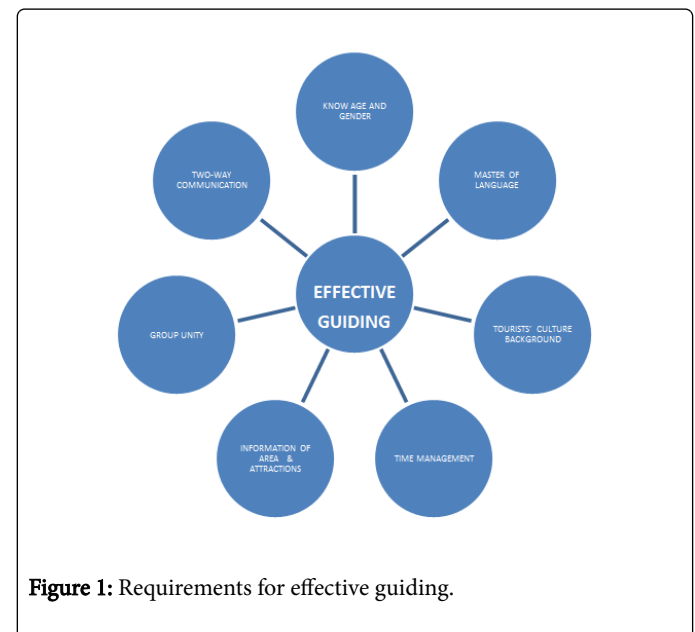 KNOW AGE AND
GENDER
MASTER OF
LANGUAGE
TOURISTS' CULTURE
BACKGROUND
TIME MANAGEMENT
INFORMATION OF
AREA &
ATTRACTIONS
GROUP UNITY
TWO-WAY
COMMUNICATION
EFFECTIVE
GUIDING
Figure 1: Requirements for effective guiding.